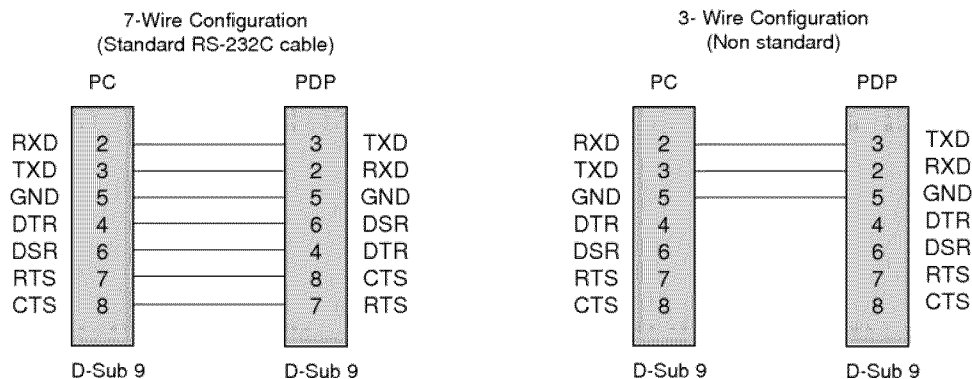 7-Wire Configuration
(Standard RS-232C cable)
PC PDP
RXD 2 3 TXD
TXD 3 2 RXD
GND 5 5 GND
DTR 4 6 DSR
DSR 6 4 DTR
RTS 7 8 CTS
CTS 8 7 RTS
D-Sub 9 D-Sub 9
3- Wire Configuration
(Non standard)
PC PDP
RXD 2 3 TXD
TXD 3 2 RXD
GND 5 5 GND
DTR 4 4 DTR
DSR 6 6 DSR
RTS 7 7 RTS
CTS 8 8 CTS
D-Sub 9 D-Sub 9